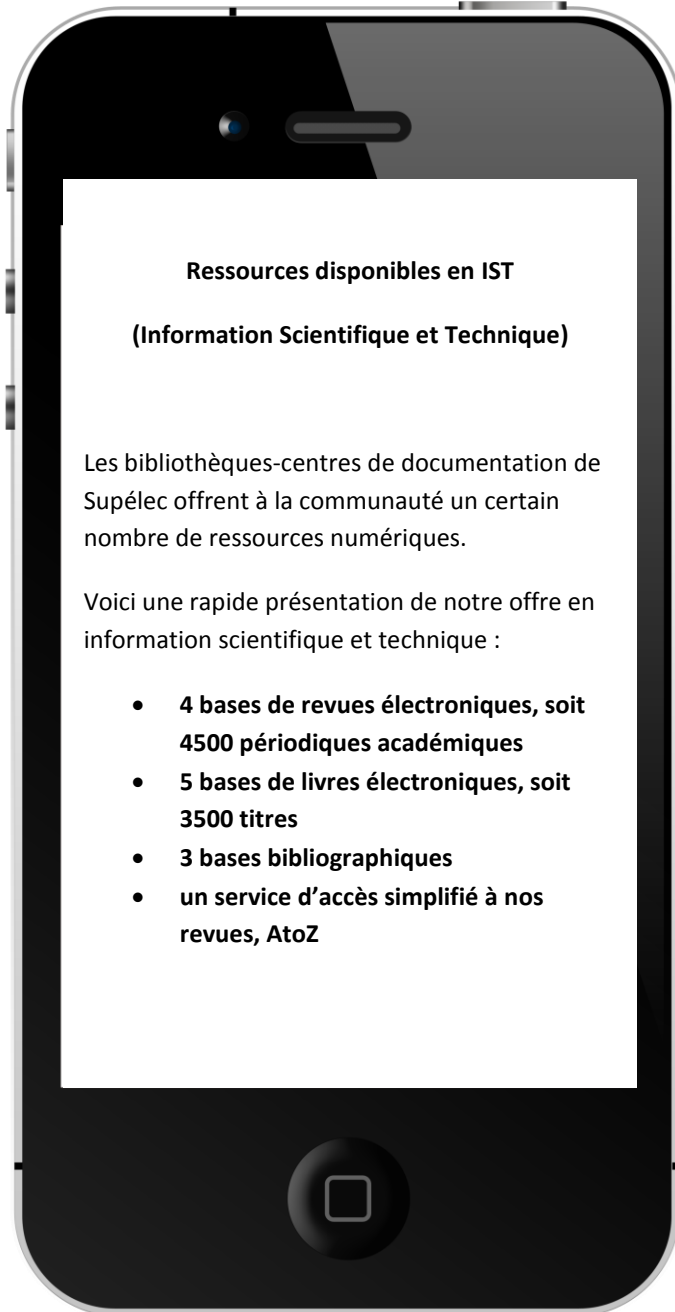 Ressources disponibles en IST
(Information Scientifique et Technique)
Les bibliothèques-centres de documentation de
Supélec offrent à la communauté un certain
nombre de ressources numériques.
Voici une rapide présentation de notre offre en
information scientifique et technique :
• 4 bases de revues électroniques, soit
4500 périodiques académiques
• 5 bases de livres électroniques, soit
3500 titres
• 3 bases bibliographiques
• un service d’accès simplifié à nos
revues, AtoZ